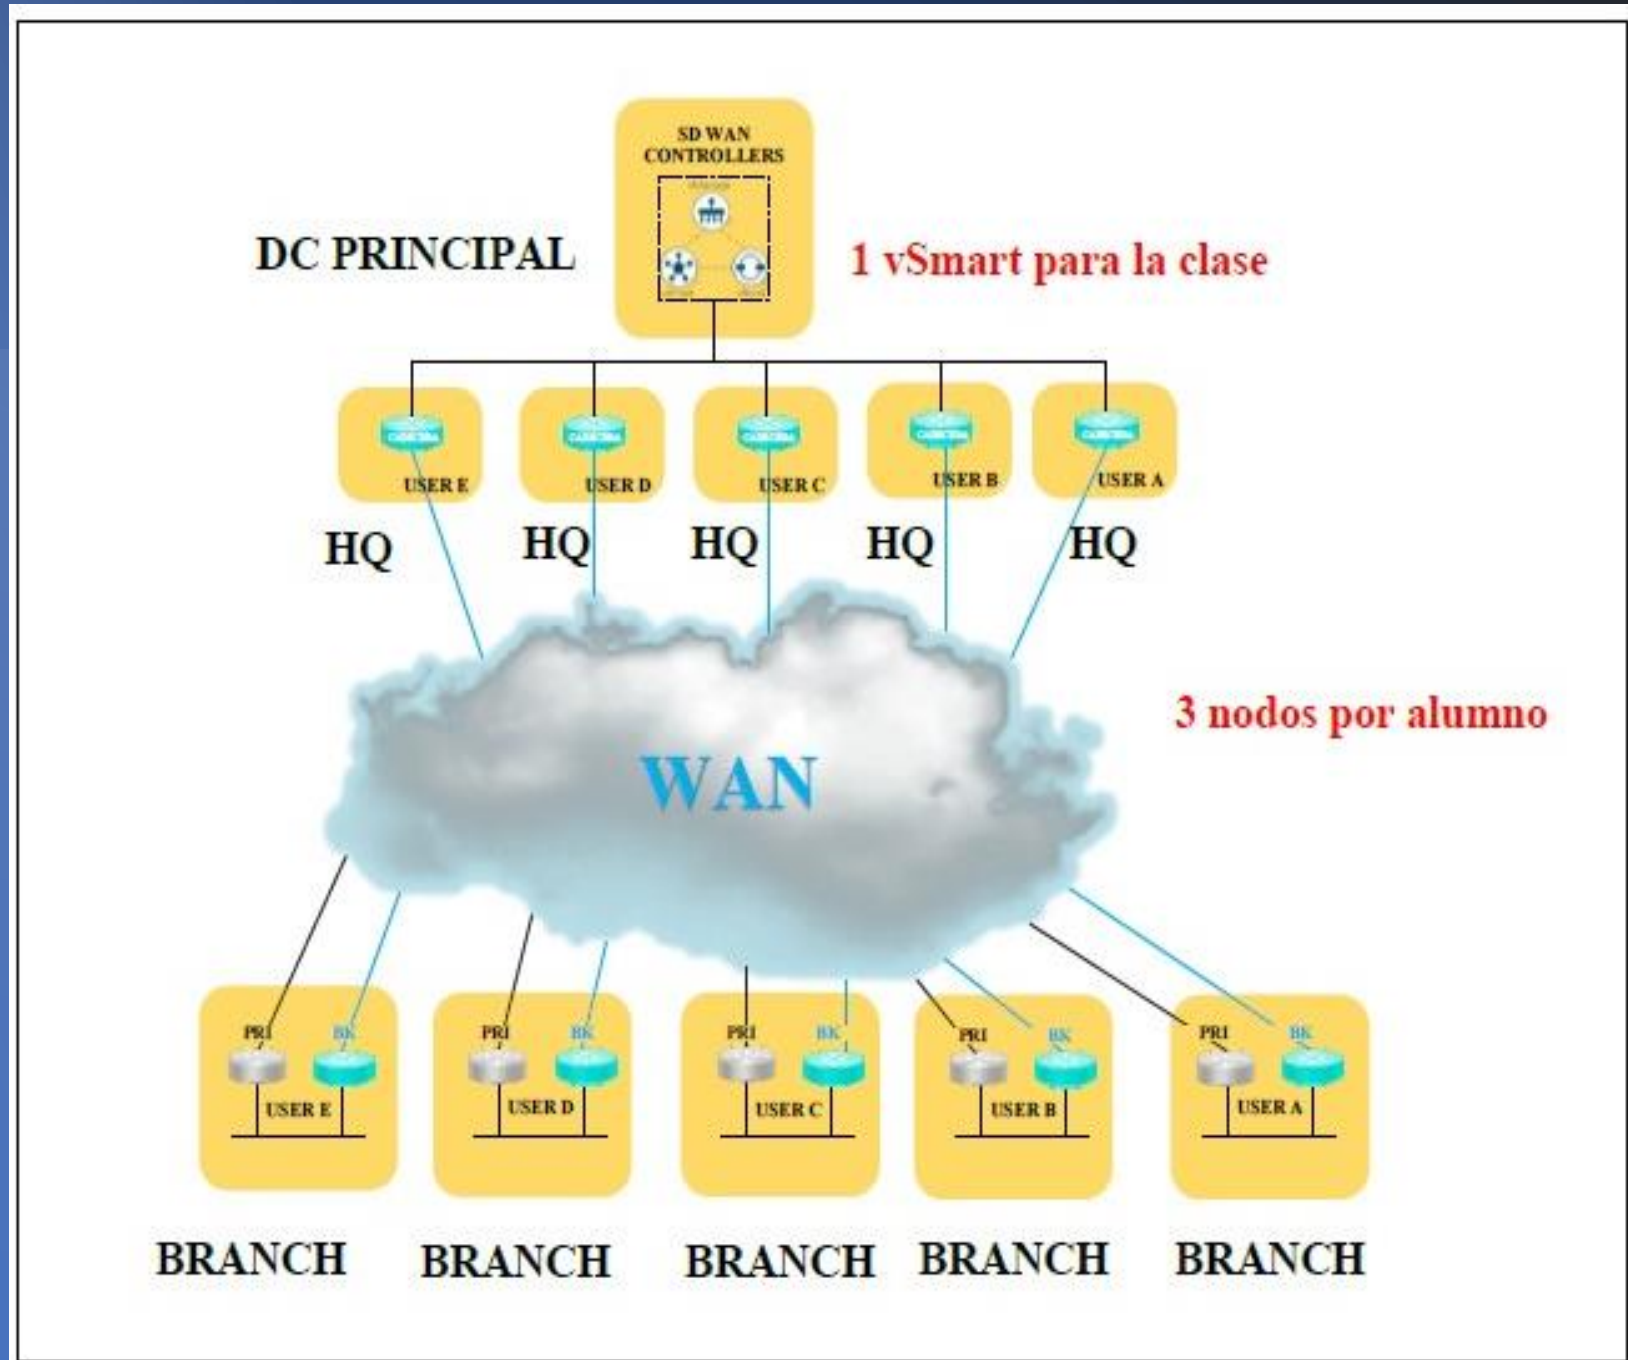 SD WAN
CONTROLLERS
DC PRINCIPAL
1 vSmart para la clase
USER E
USER D
USER C
USER B
USER A
HQ
HQ
HQ
HQ
HQ
3 nodos por alumno
WAN
PRI
BK
PRI
BK
PRI
BK
PRI
BK
PRI
BK
USER E
USER D
USER C
USER B
USER A
BRANCH
BRANCH
BRANCH
BRANCH
BRANCH